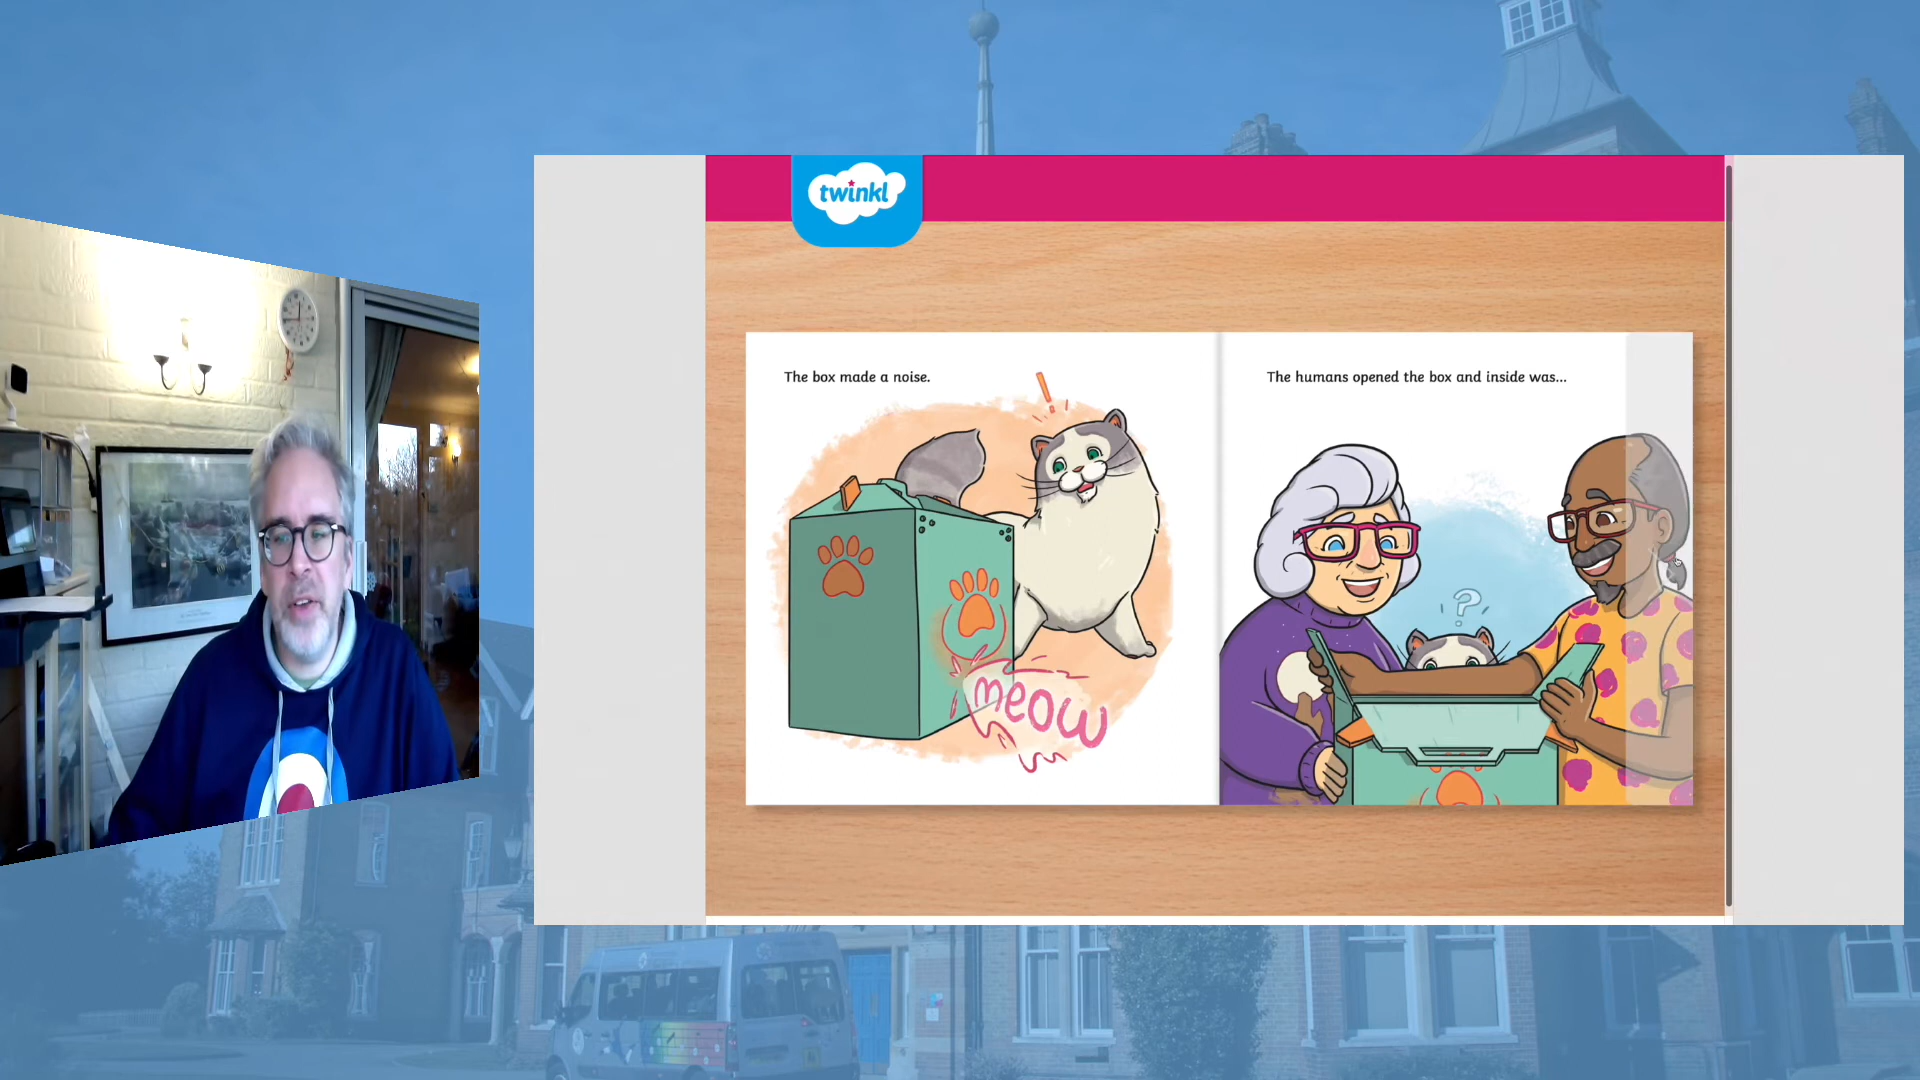 twinkl
The box made a noise.
!
meow
The humans opened the box and inside was...
?